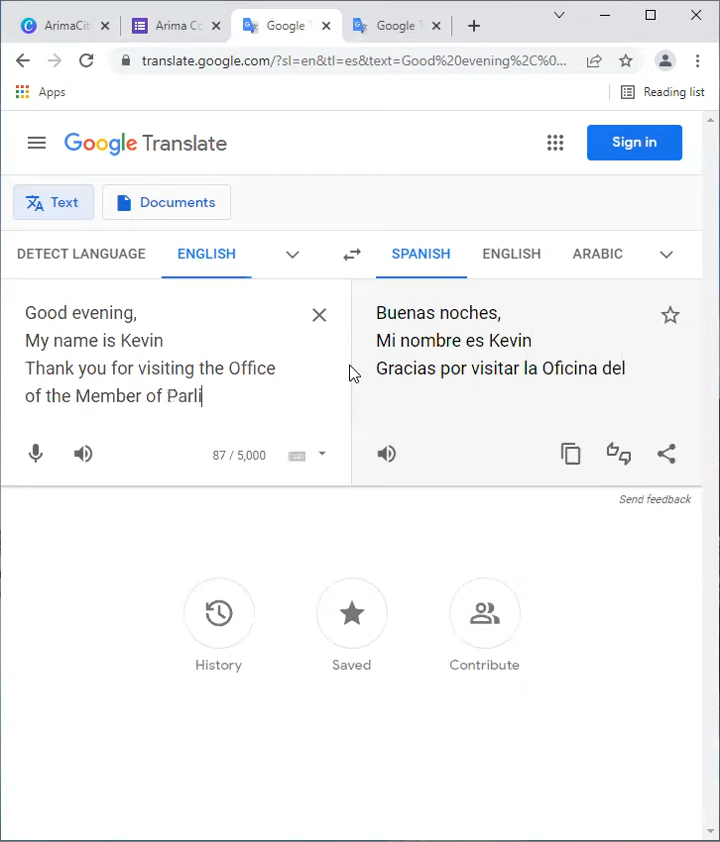 ArimaCit
Arima Co
Google T
Google T
translate.google.com/?sl=en&tl=es&text=Good%20evening%2C%0...
Apps
Reading list
Google Translate
Sign in
Text
Documents
DETECT LANGUAGE
ENGLISH
SPANISH
ENGLISH
ARABIC
Good evening,
My name is Kevin
Thank you for visiting the Office
of the Member of Parli
87 / 5,000
Buenas noches,
Mi nombre es Kevin
Gracias por visitar la Oficina del
Send feedback
History
Saved
Contribute